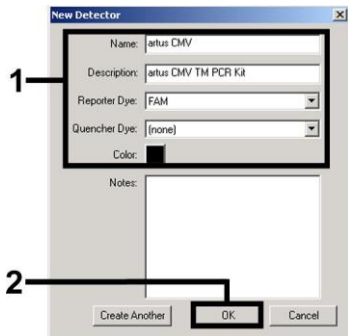 New Detector
Name: artus CMV
1
Description: artus CMV TM PCR Kit
Reporter Dye: FAM
Quencher Dye: (none)
Color:
Notes:
2
Create Another OK Cancel